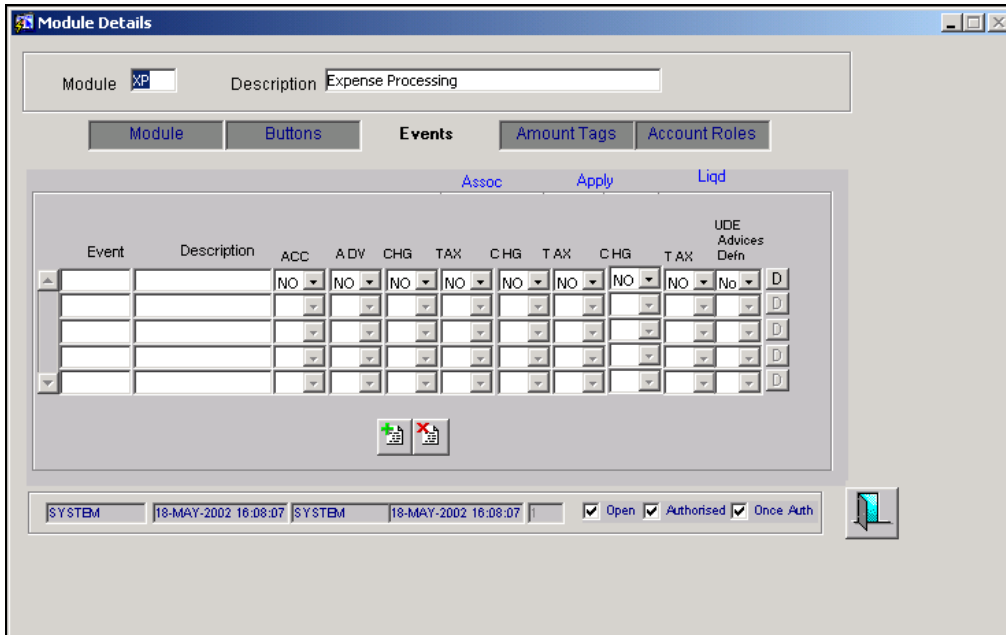 Module Details
Module XP Description Expense Processing
Module Buttons Events Amount Tags Account Roles
Assoc Apply Liqd
Event Description ACC ADV CHG TAX CHG TAX CHG TAX UDE Advices Defn
NO NO NO NO NO NO NO NO No D
D
D
D
D
SYSTEM 18-MAY-2002 16:08:07 SYSTEM 18-MAY-2002 16:08:07 1 Open Authorised Once Auth